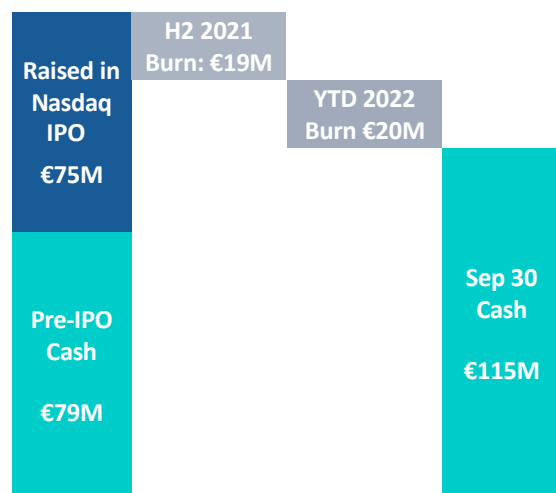 Raised in
Nasdaq
IPO
€75M
Pre-IPO
Cash
€79M
H2 2021
Burn: €19M
YTD 2022
Burn €20M
Sep 30
Cash
€115M